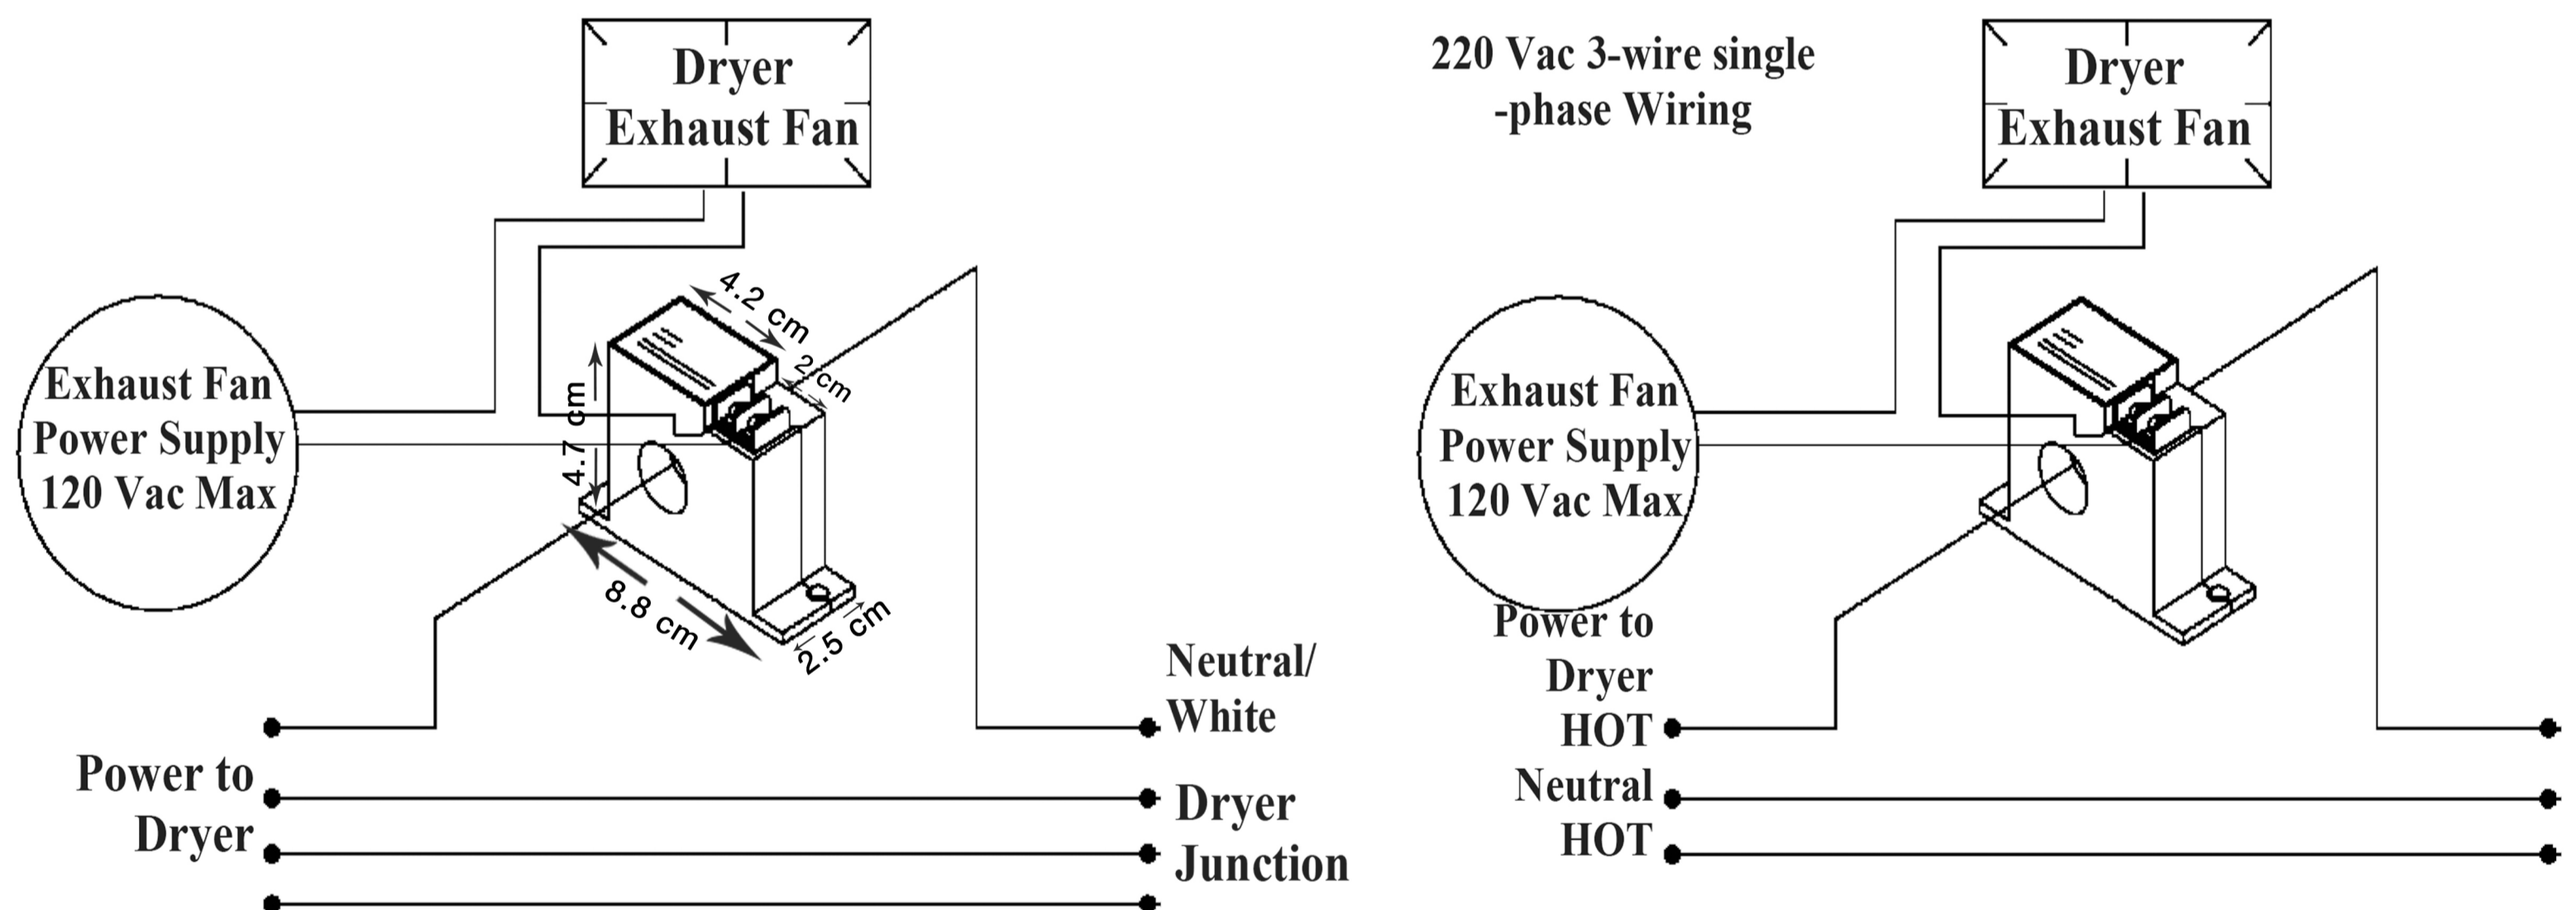 Dryer
Exhaust Fan
4.2 cm
2 cm
4.7 cm
Exhaust Fan
Power Supply
120 Vac Max
8.8 cm
2.5 cm
Neutral/
White
Power to
Dryer
Dryer
Junction
220 Vac 3-wire single
-phase Wiring
Dryer
Exhaust Fan
Exhaust Fan
Power Supply
120 Vac Max
Power to
Dryer
HOT
Neutral
HOT